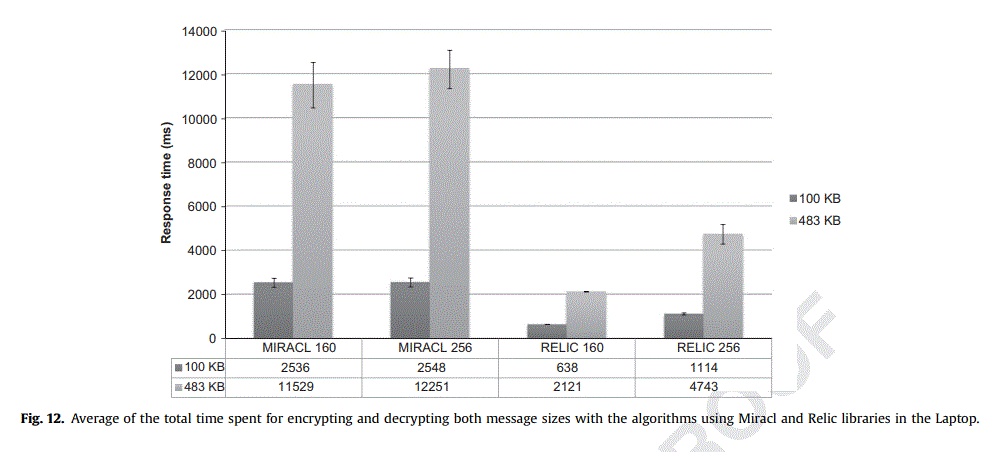 14000
12000
10000
8000
6000
4000
2000
0
Response time (ms)
100 KB
483 KB
MIRACL 160 MIRACL 256 RELIC 160 RELIC 256
100 KB 2536 2548 638 1114
483 KB 11529 12251 2121 4743
Fig. 12. Average of the total time spent for encrypting and decrypting both message sizes with the algorithms using Miracl and Relic libraries in the Laptop.